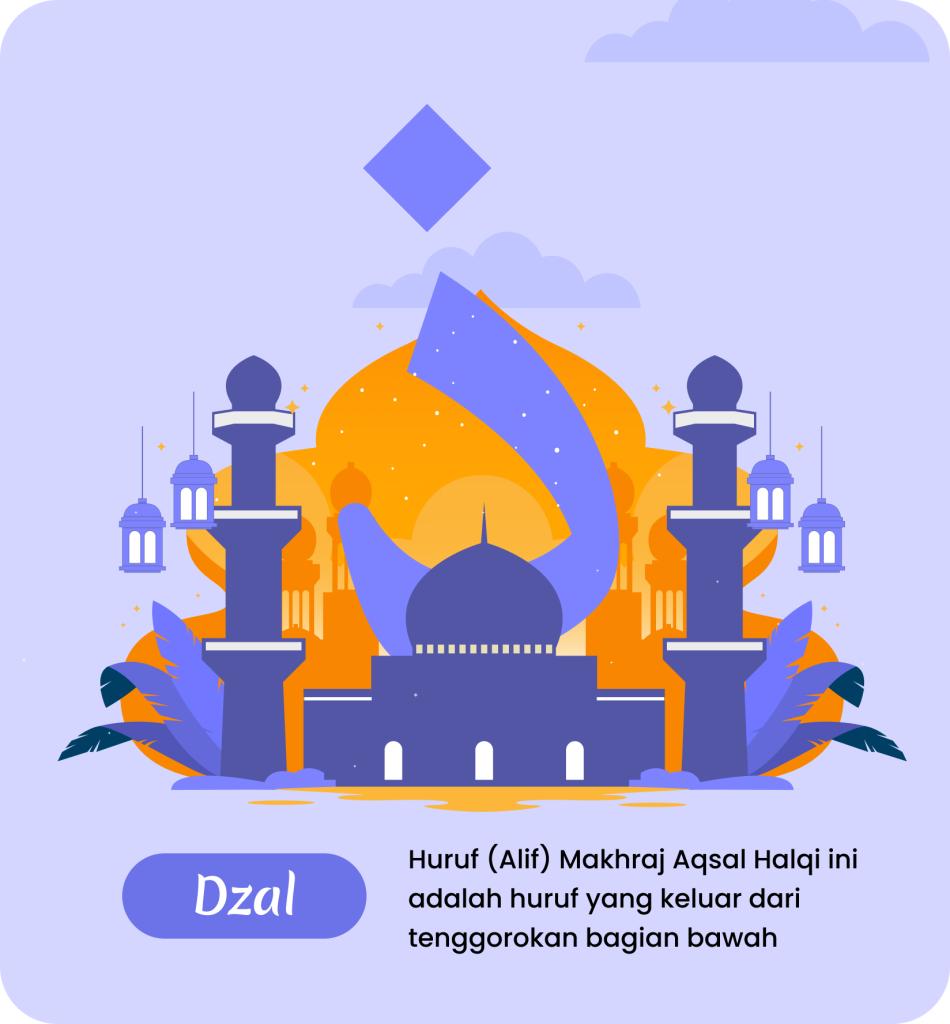 ذ
Dzal
Huruf (Alif) Makhraj Aqsal Halqi ini
adalah huruf yang keluar dari
tenggorokan bagian bawah